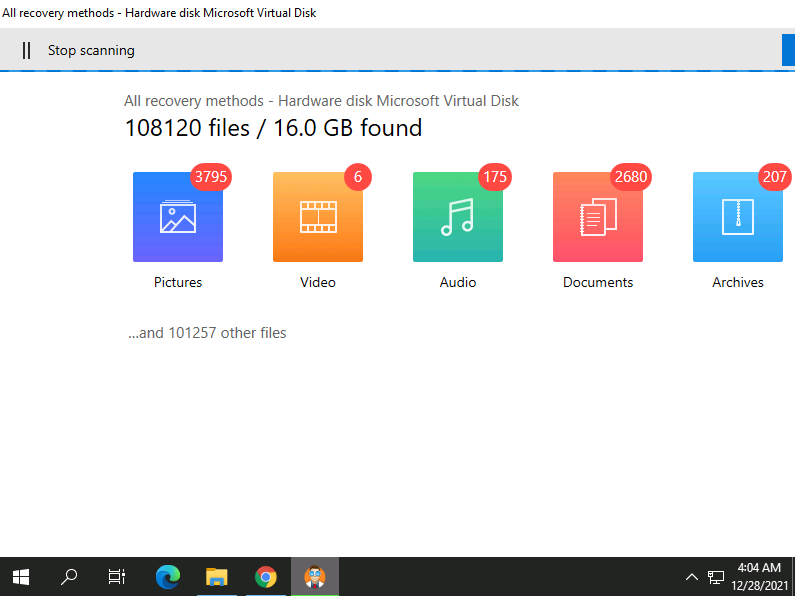 All recovery methods - Hardware disk Microsoft Virtual Disk
Stop scanning
All recovery methods - Hardware disk Microsoft Virtual Disk
108120 files / 16.0 GB found
3795 6 175 2680 207
Pictures Video Audio Documents Archives
...and 101257 other files
4:04 AM
12/28/2021